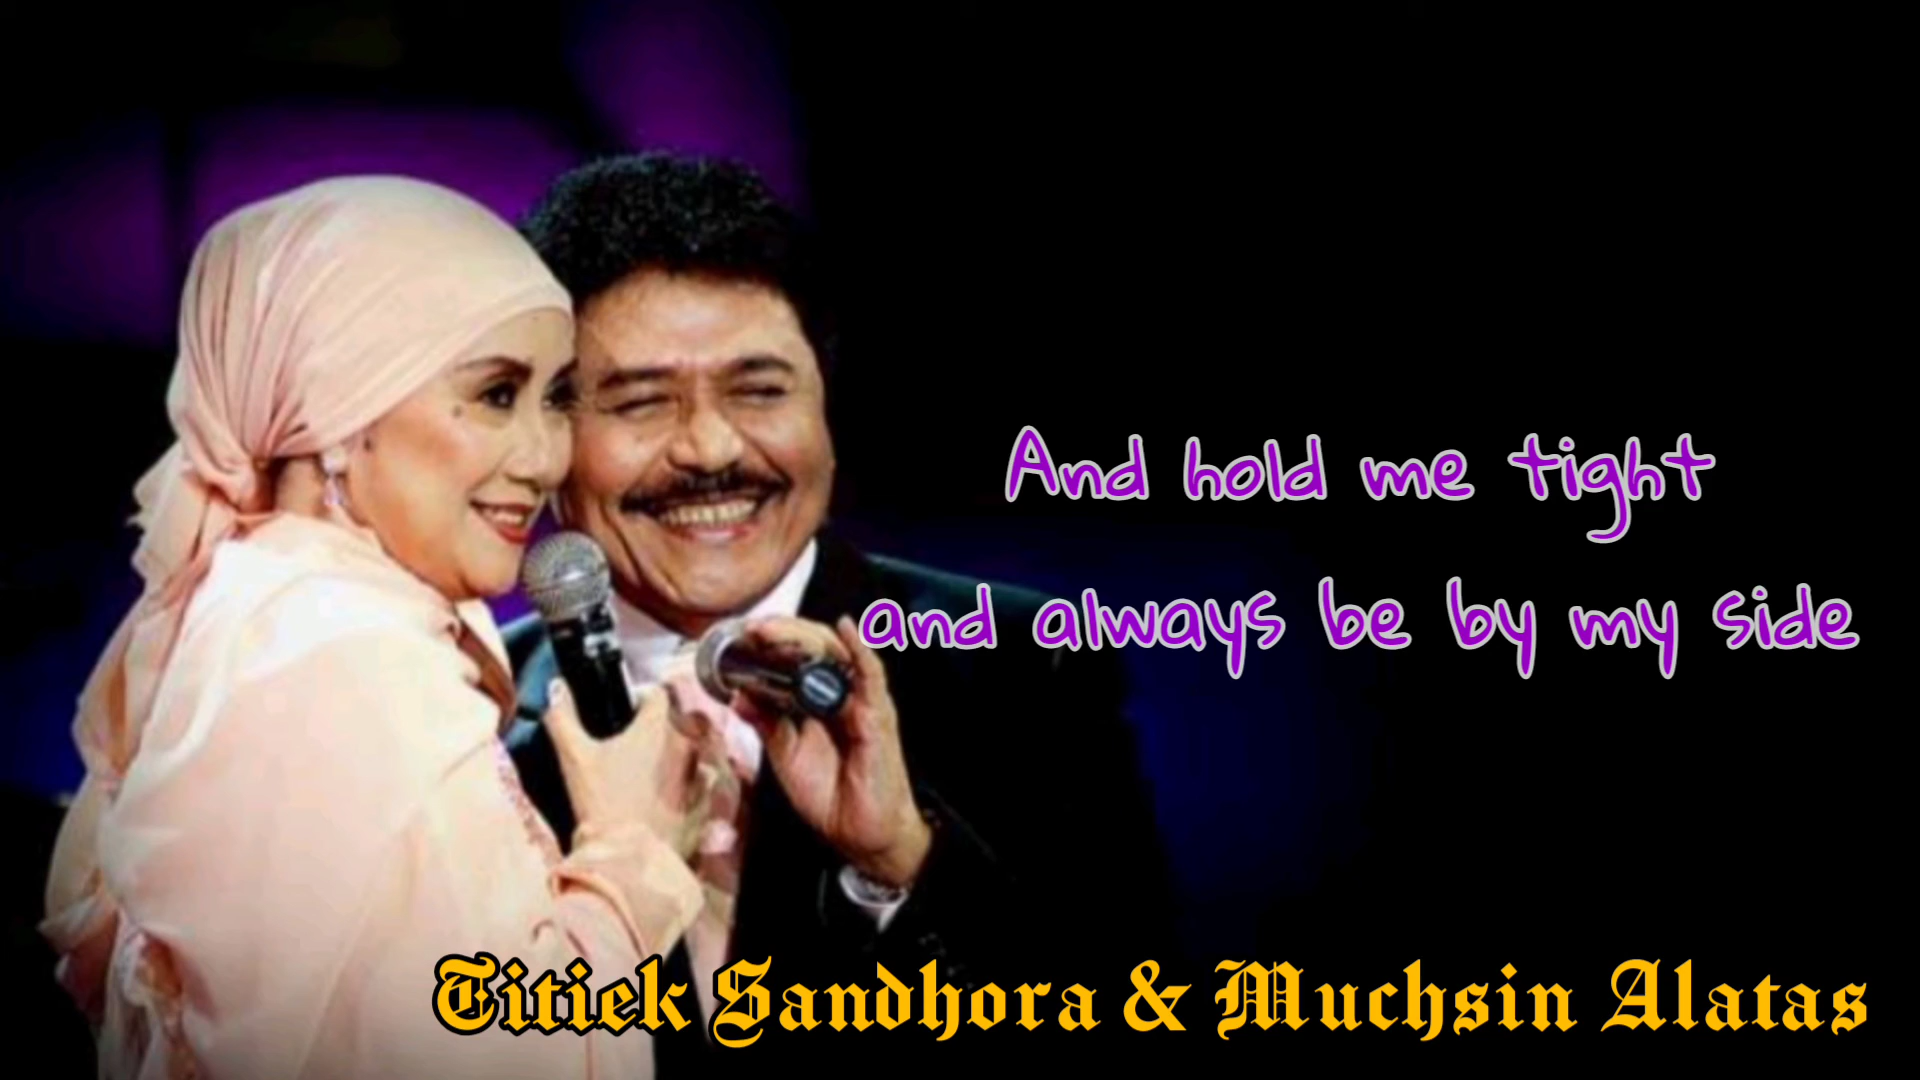 And hold me tight
and always be by my side
Titiek Sandhora & Muchsin Alatas